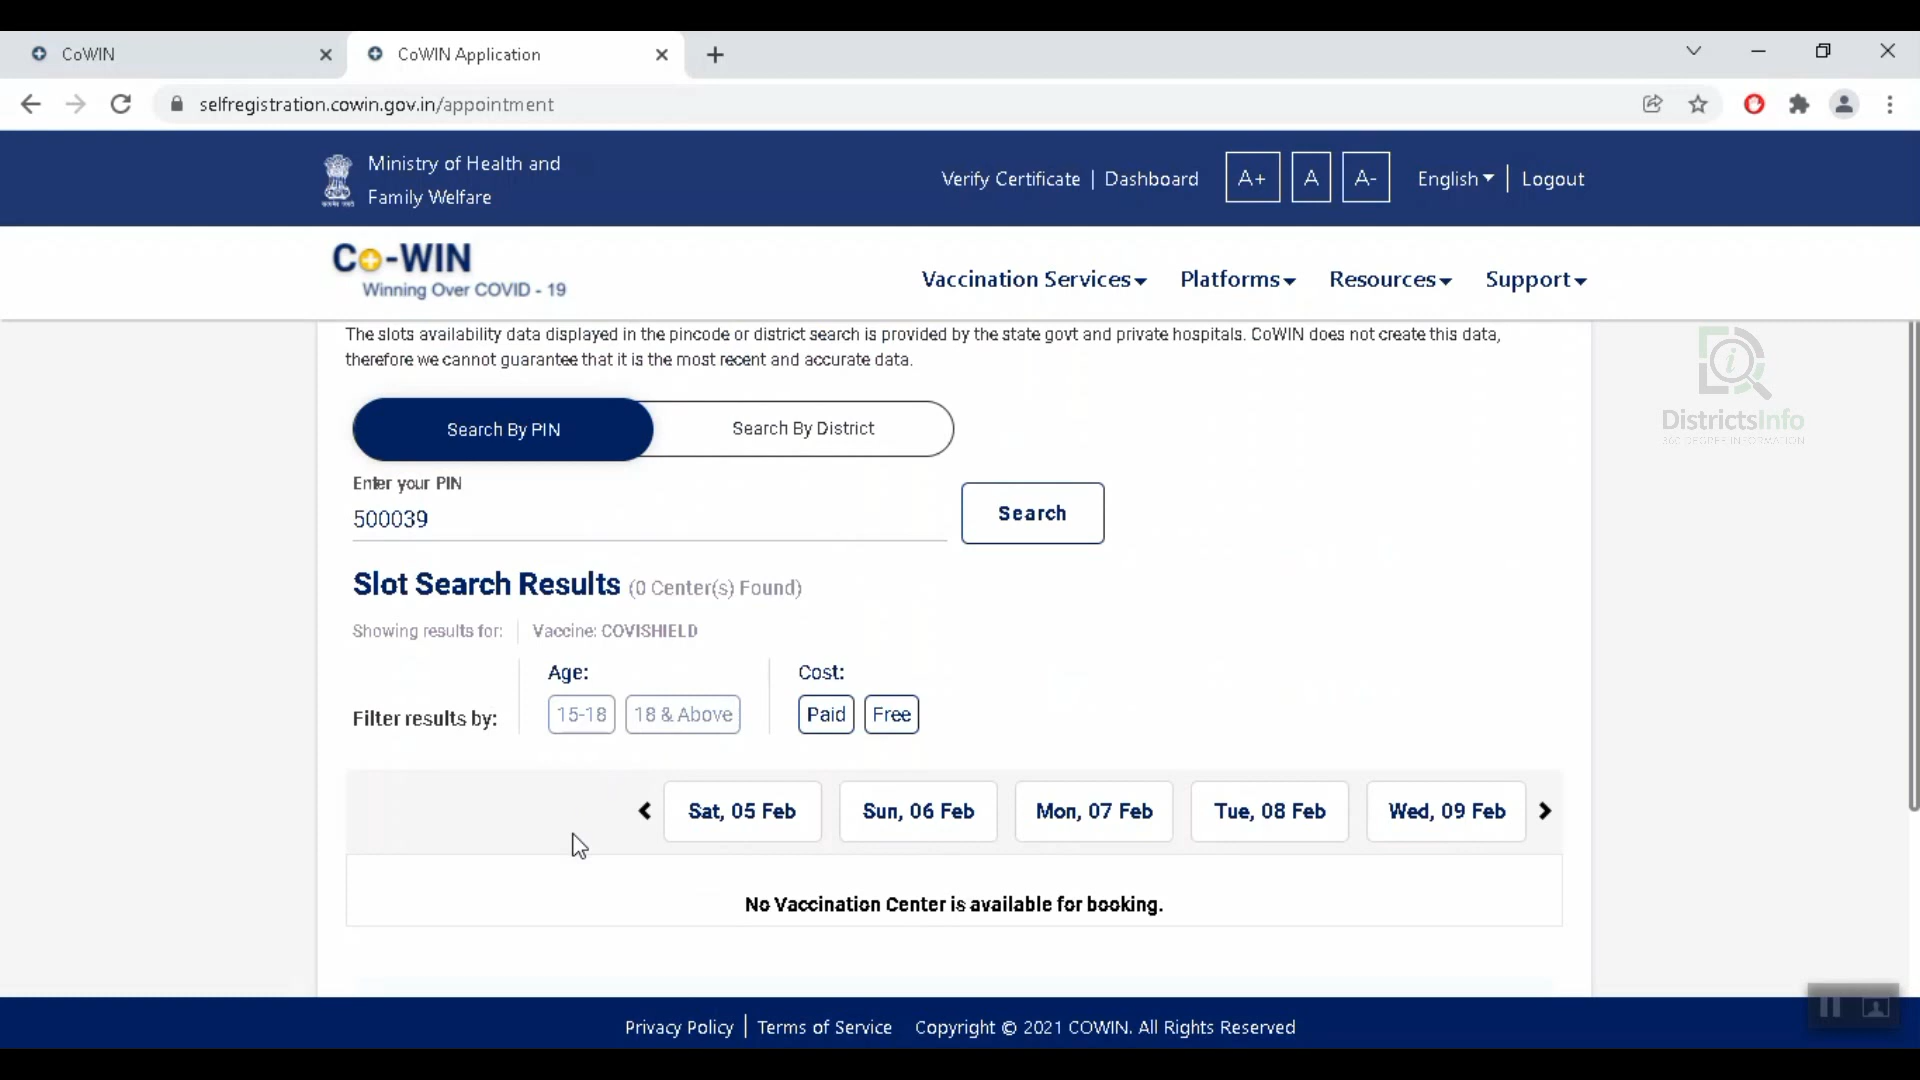 CoWIN
CoWIN Application
selfregistration.cowin.gov.in/appointment
Ministry of Health and
Family Welfare
Verify Certificate | Dashboard
A+
A
A-
English
Logout
Co-WIN
Winning Over COVID - 19
Vaccination Services
Platforms
Resources
Support
The slots availability data displayed in the pincode or district search is provided by the state govt and private hospitals. CoWIN does not create this data,
therefore we cannot guarantee that it is the most recent and accurate data.
DistrictsInfo
360 DEGREE INFORMATION
Search By PIN
Search By District
Enter your PIN
500039
Search
Slot Search Results (0 Center(s) Found)
Showing results for:
Vaccine: COVISHIELD
Age:
Cost:
Filter results by:
15-18
18 & Above
Paid
Free
Sat, 05 Feb
Sun, 06 Feb
Mon, 07 Feb
Tue, 08 Feb
Wed, 09 Feb
No Vaccination Center is available for booking.
Privacy Policy | Terms of Service Copyright © 2021 COWIN. All Rights Reserved